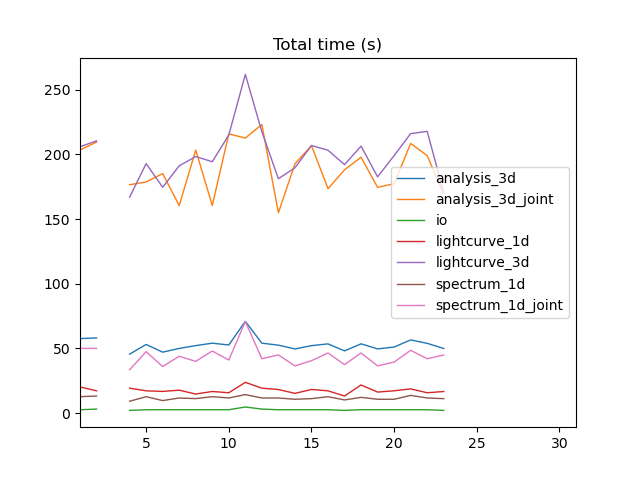 Total time (s)
250
200
150
100
50
0
analysis_3d
analysis_3d_joint
io
lightcurve_1d
lightcurve_3d
spectrum_1d
spectrum_1d_joint
5 10 15 20 25 30